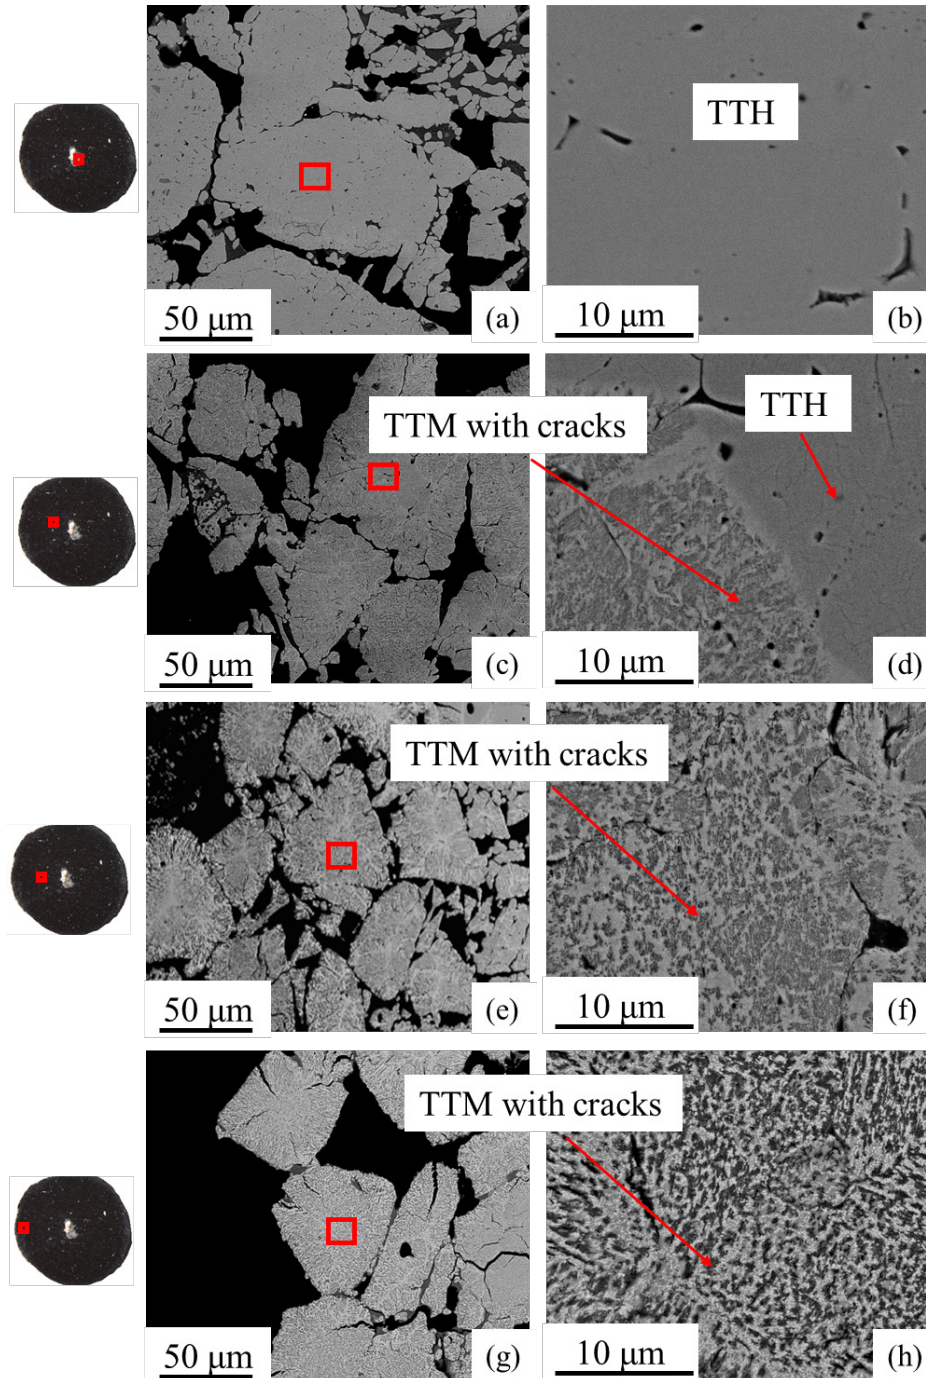 TTH
50 μm
(a)
10 μm
(b)
TTM with cracks
TTH
50 μm
(c)
10 μm
(d)
TTM with cracks
50 μm
(e)
10 μm
(f)
TTM with cracks
50 μm
(g)
10 μm
(h)